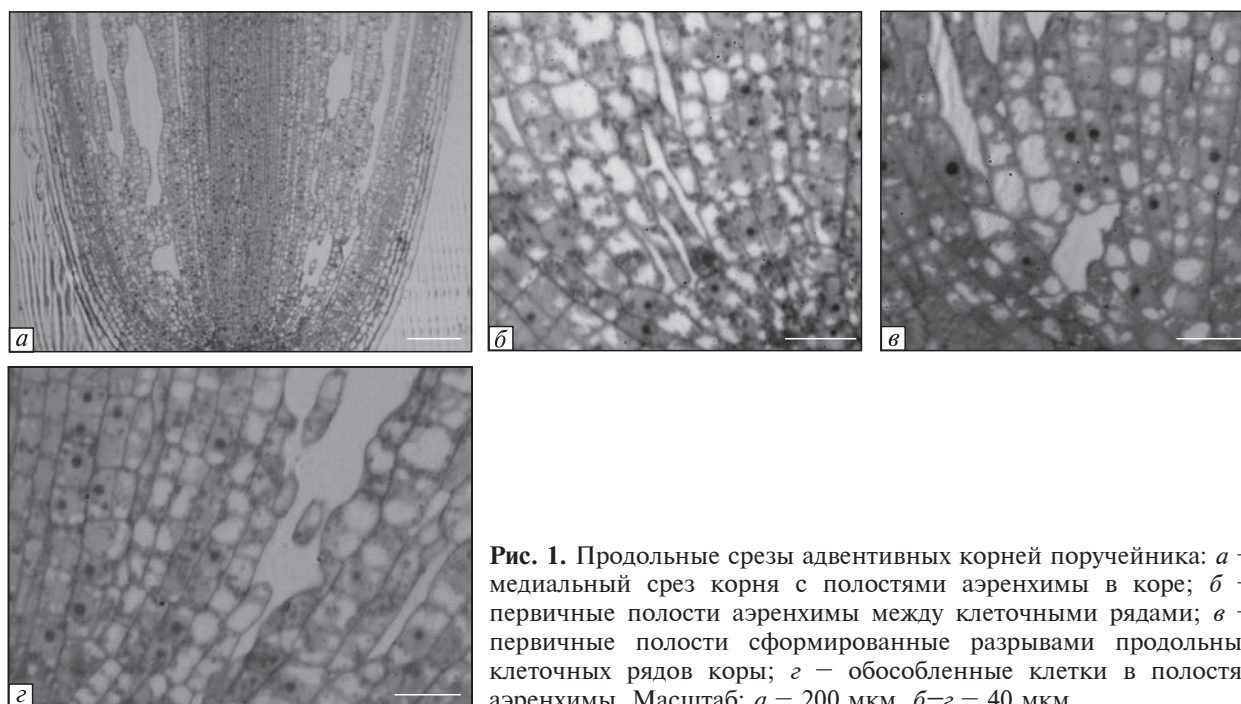 а
б
в
г
Рис. 1. Продольные срезы адвентивных корней поручейника: а –
медиальный срез корня с полостями аэренхимы в коре; б –
первичные полости аэренхимы между клеточными рядами; в –
первичные полости сформированные разрывами продольны
клеточных рядов коры; г – обособленные клетки в полостя
аэренхимы. Масштаб: а – 200 мкм, б–г – 40 мкм